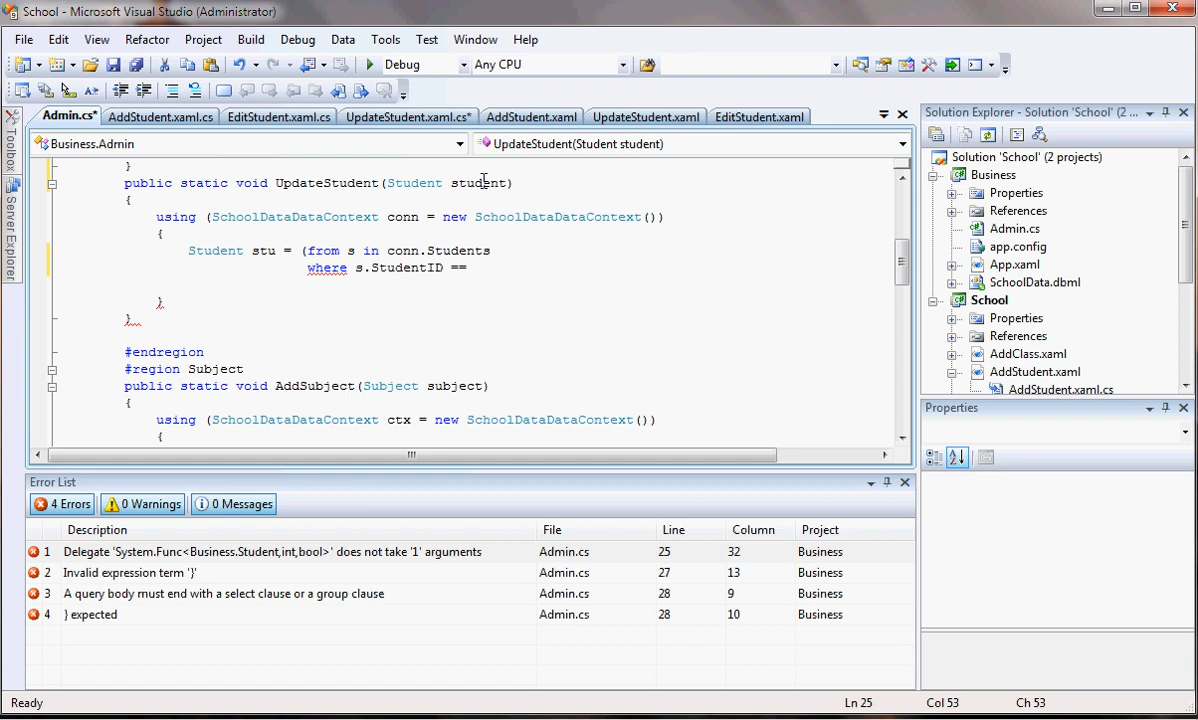 School - Microsoft Visual Studio (Administrator)
File Edit View Refactor Project Build Debug Data Tools Test Window Help
Debug Any CPU
Admin.cs* AddStudent.xaml.cs EditStudent.xaml.cs UpdateStudent.xaml.cs* AddStudent.xaml UpdateStudent.xaml EditStudent.xaml
Business.Admin UpdateStudent(Student student)
}
public static void UpdateStudent(Student student)
{
using (SchoolDataDataContext conn = new SchoolDataDataContext())
{
Student stu = (from s in conn.Students
where s.StudentID ==
}
}
#endregion
#region Subject
public static void AddSubject(Subject subject)
{
using (SchoolDataDataContext ctx = new SchoolDataDataContext())
{
Toolbox
Server Explorer
Solution Explorer - Solution 'School' (2 ...
Solution 'School' (2 projects)
Business
Properties
References
Admin.cs
app.config
App.xaml
SchoolData.dbml
School
Properties
References
AddClass.xaml
AddStudent.xaml
AddStudent.xaml.cs
Properties
Error List
4 Errors 0 Warnings 0 Messages
Description File Line Column Project
1 Delegate 'System.Func<Business.Student,int,bool>' does not take '1' arguments Admin.cs 25 32 Business
2 Invalid expression term '}' Admin.cs 27 13 Business
3 A query body must end with a select clause or a group clause Admin.cs 28 9 Business
4 } expected Admin.cs 28 10 Business
Ready Ln 25 Col 53 Ch 53